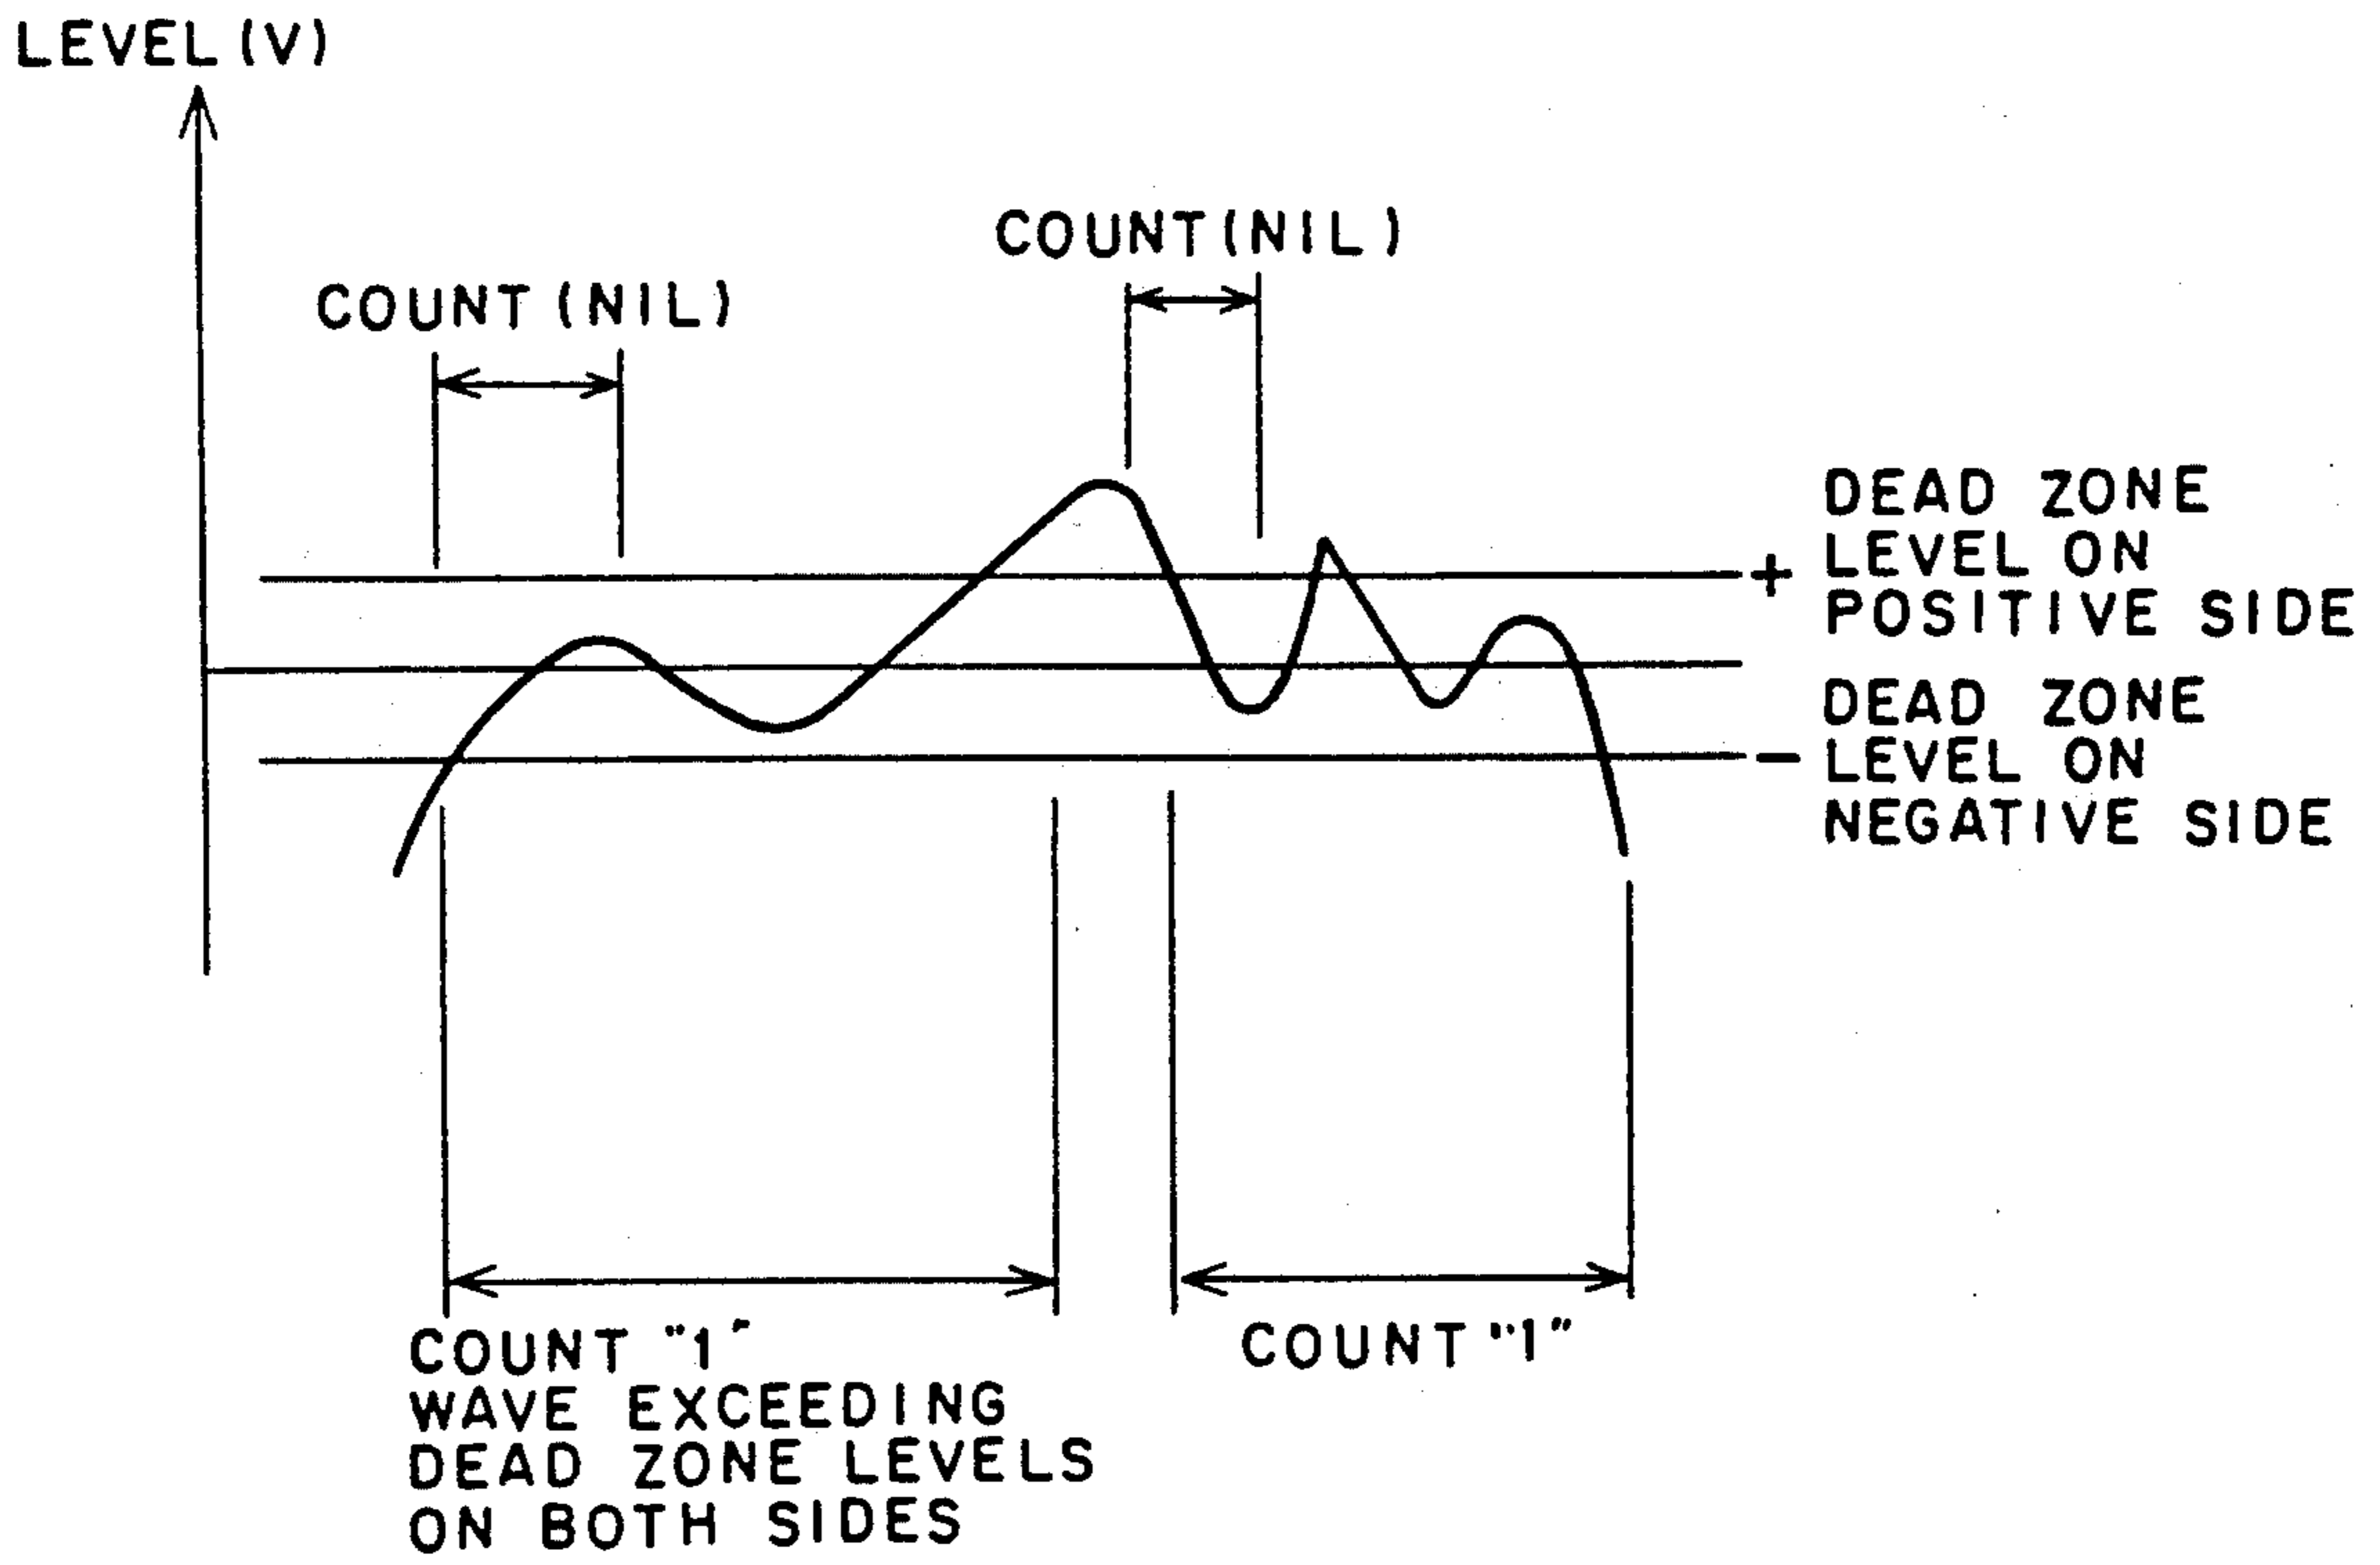 LEVEL (V)
COUNT(NIL)
COUNT (NIL)
DEAD ZONE
LEVEL ON
+
POSITIVE SIDE
DEAD ZONE
LEVEL ON
—
NEGATIVE SIDE
COUNT "1"
WAVE EXCEEDING
DEAD ZONE LEVELS
ON BOTH SIDES
COUNT "1"